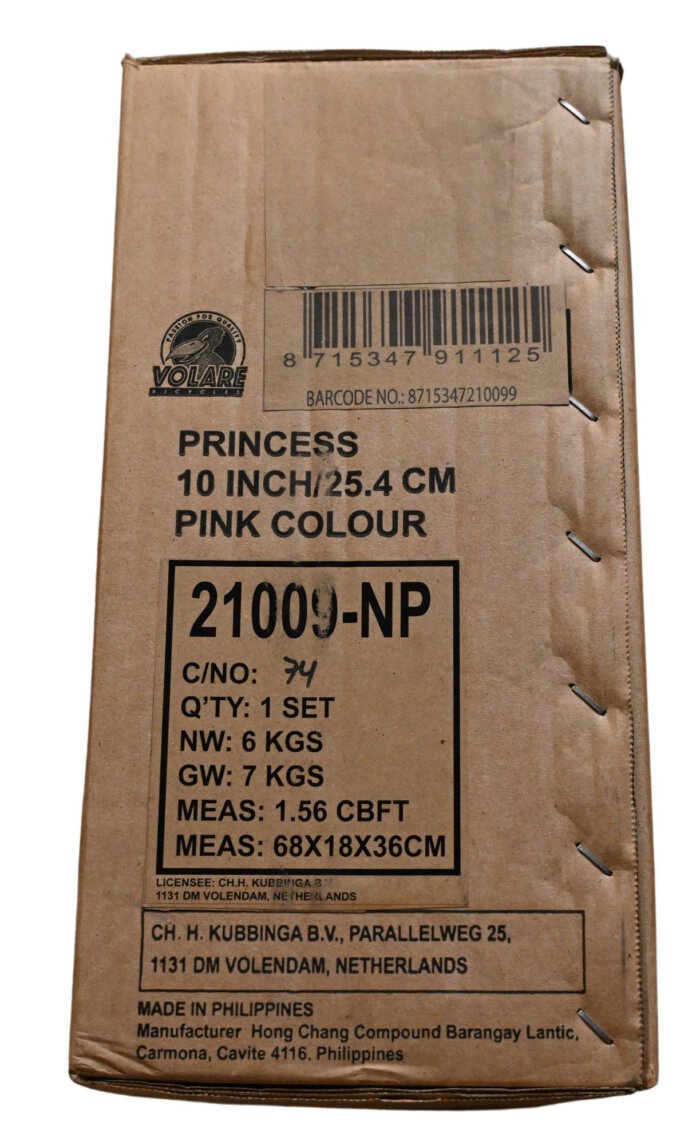 PASSION FOR QUALITY
VOLARE
BICYCLES
8 715347 911125
BARCODE NO.: 8715347210099
PRINCESS
10 INCH/25.4 CM
PINK COLOUR
21009-NP
C/NO: 74
Q'TY: 1 SET
NW: 6 KGS
GW: 7 KGS
MEAS: 1.56 CBFT
MEAS: 68X18X36CM
LICENSEE: CH.H. KUBBINGA B.V
1131 DM VOLENDAM, NETHERLANDS
CH. H. KUBBINGA B.V., PARALLELWEG 25,
1131 DM VOLENDAM, NETHERLANDS
MADE IN PHILIPPINES
Manufacturer Hong Chang Compound Barangay Lantic,
Carmona, Cavite 4116, Philippines